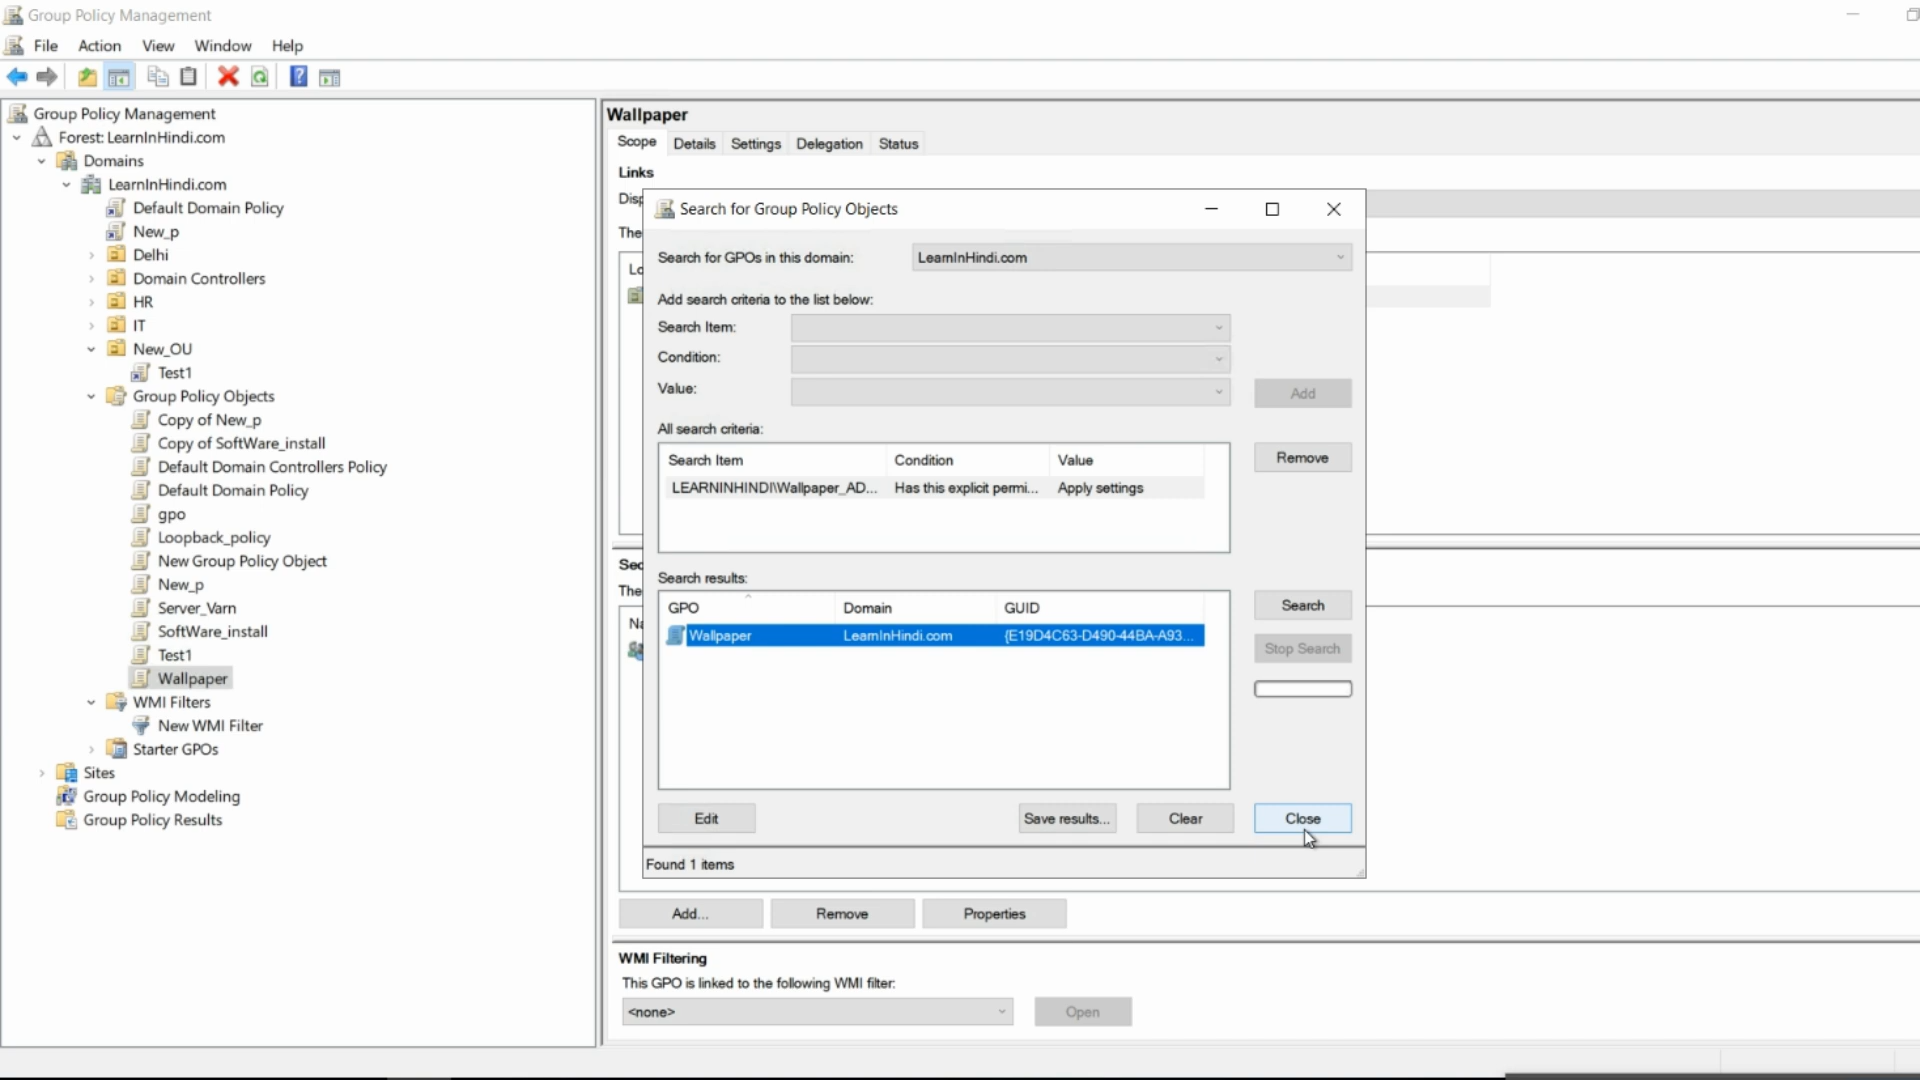 Group Policy Management
File Action View Window Help
Group Policy Management
Forest: LearnInHindi.com
Domains
LearnInHindi.com
Default Domain Policy
New_p
Delhi
Domain Controllers
HR
IT
New_OU
Test1
Group Policy Objects
Copy of New_p
Copy of SoftWare_install
Default Domain Controllers Policy
Default Domain Policy
gpo
Loopback_policy
New Group Policy Object
New_p
Server_Varn
SoftWare_install
Test1
Wallpaper
WMI Filters
New WMI Filter
Starter GPOs
Sites
Group Policy Modeling
Group Policy Results
Wallpaper
Scope Details Settings Delegation Status
Links
Disp
The
Lo
Search for Group Policy Objects
Search for GPOs in this domain: LearnInHindi.com
Add search criteria to the list below:
Search Item:
Condition:
Value:
Add
All search criteria:
Search Item Condition Value
LEARNINHINDI\Wallpaper_AD... Has this explicit permi... Apply settings
Remove
Search results:
GPO Domain GUID
Wallpaper LearnInHindi.com {E19D4C63-D490-44BA-A93...
Search
Stop Search
Edit Save results... Clear Close
Found 1 items
Sec
The
Na
Add... Remove Properties
WMI Filtering
This GPO is linked to the following WMI filter:
<none> Open